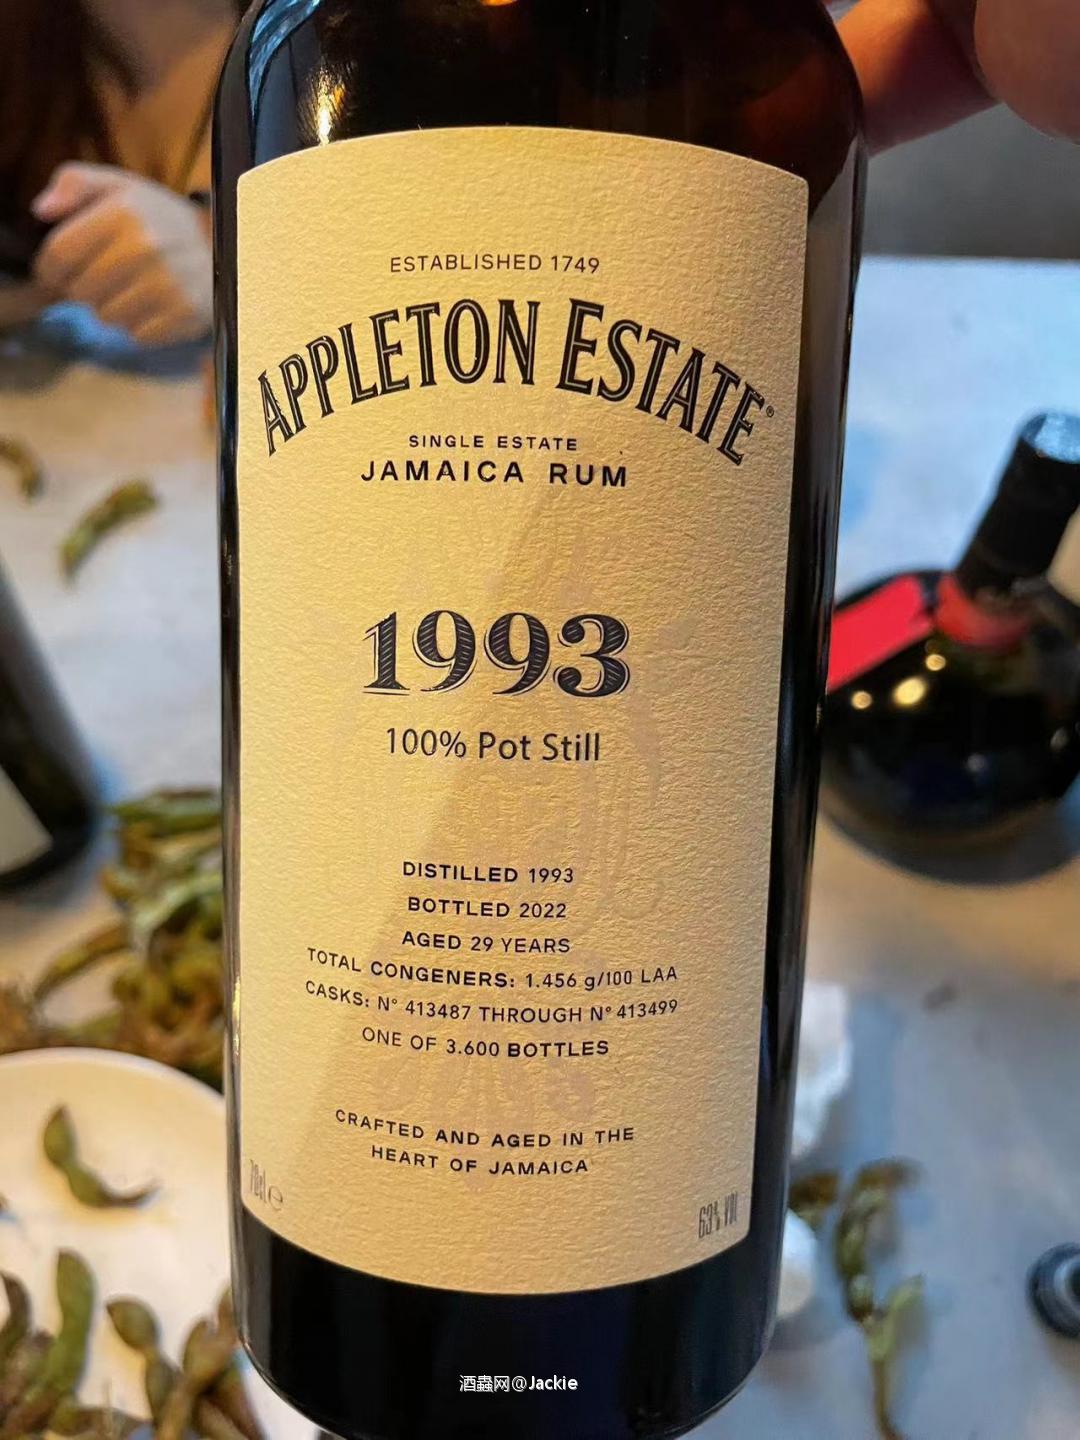 ESTABLISHED 1749
APPLETON ESTATE®
SINGLE ESTATE
JAMAICA RUM
1993
100% Pot Still
DISTILLED 1993
BOTTLED 2022
AGED 29 YEARS
TOTAL CONGENERS: 1.456 g/100 LAA
CASKS: N° 413487 THROUGH N° 413499
ONE OF 3.600 BOTTLES
CRAFTED AND AGED IN THE
HEART OF JAMAICA
70cl ℮
63% VOL
酒蟲网@Jackie